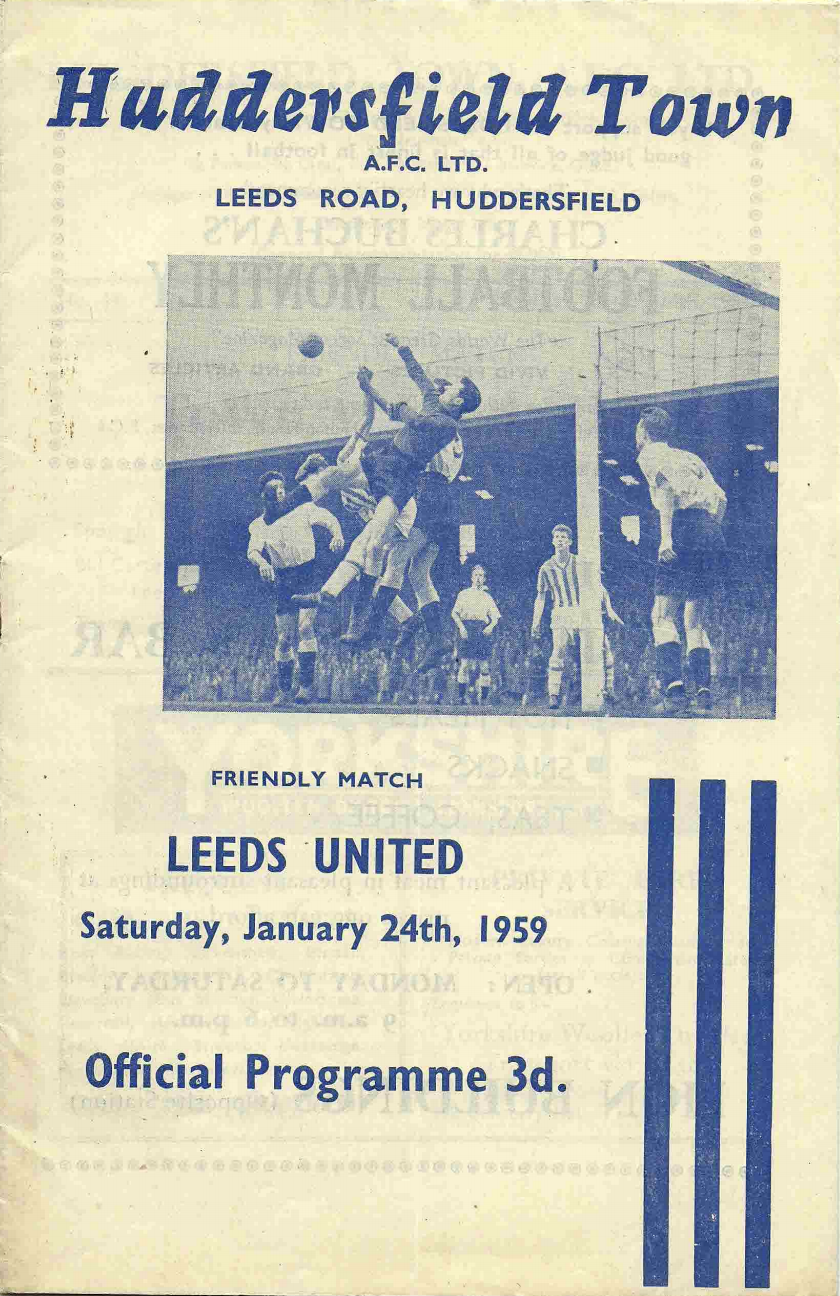 Huddersfield Town
A.F.C. LTD.
LEEDS ROAD, HUDDERSFIELD
FRIENDLY MATCH
LEEDS UNITED
Saturday, January 24th, 1959
Official Programme 3d.